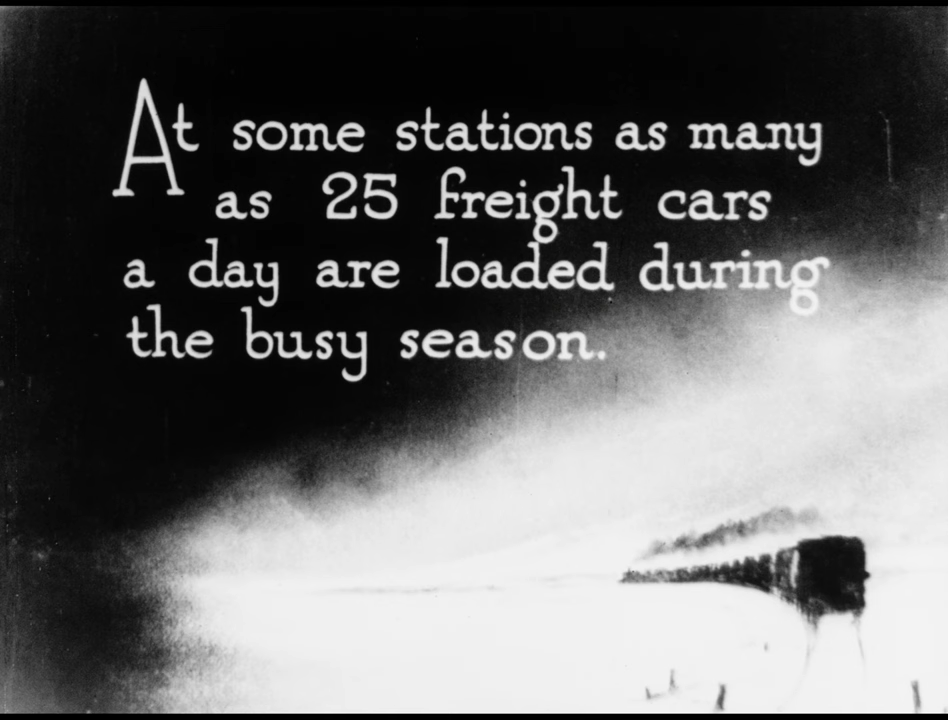 At some stations as many
as 25 freight cars
a day are loaded during
the busy season.